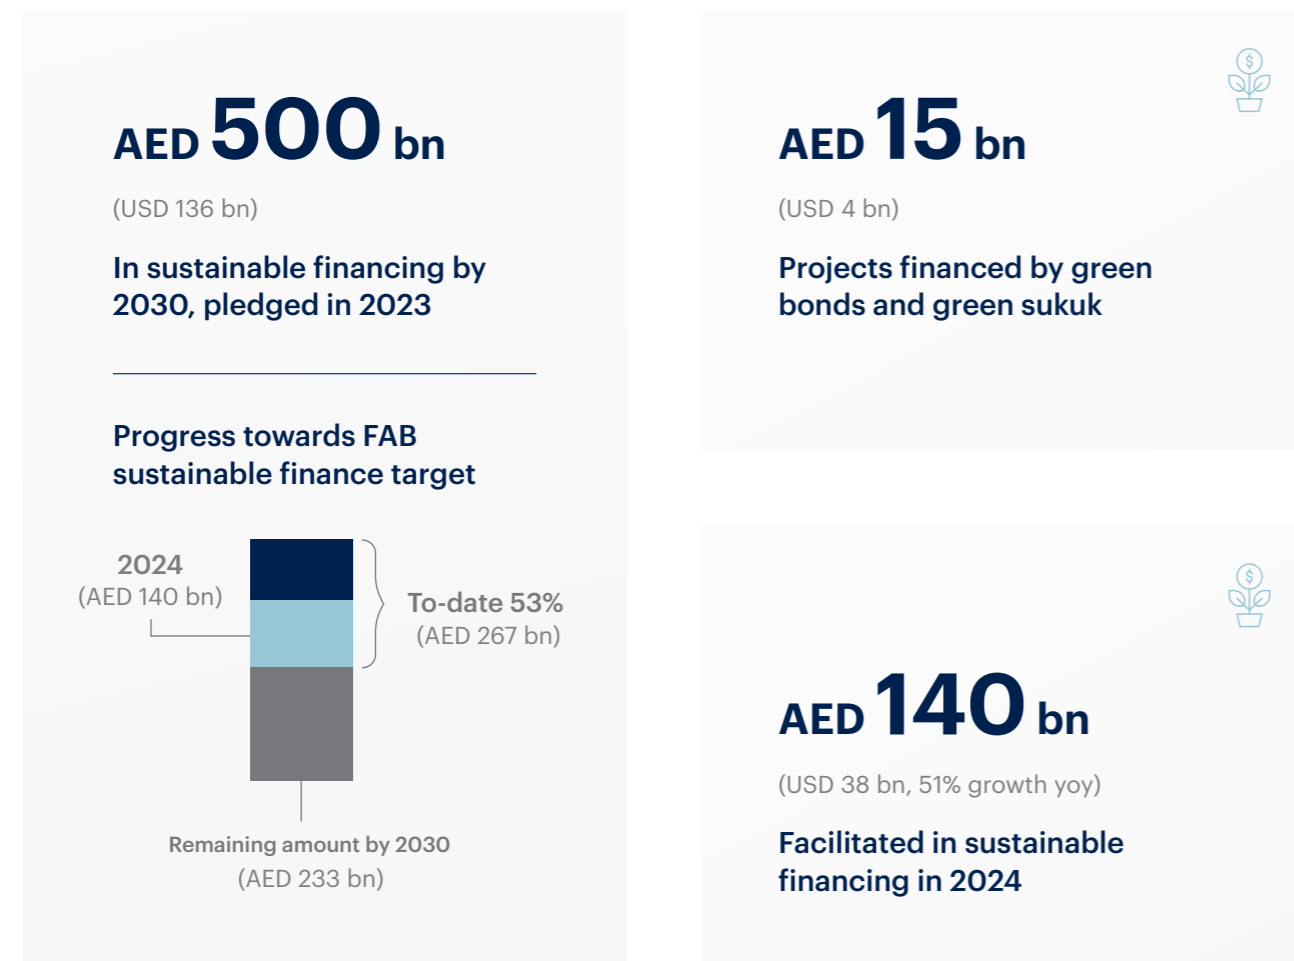 AED 500 bn
(USD 136 bn)
In sustainable financing by
2030, pledged in 2023
Progress towards FAB
sustainable finance target
2024
(AED 140 bn)
To-date 53%
(AED 267 bn)
Remaining amount by 2030
(AED 233 bn)
$
AED 15 bn
(USD 4 bn)
Projects financed by green
bonds and green sukuk
$
AED 140 bn
(USD 38 bn, 51% growth yoy)
Facilitated in sustainable
financing in 2024